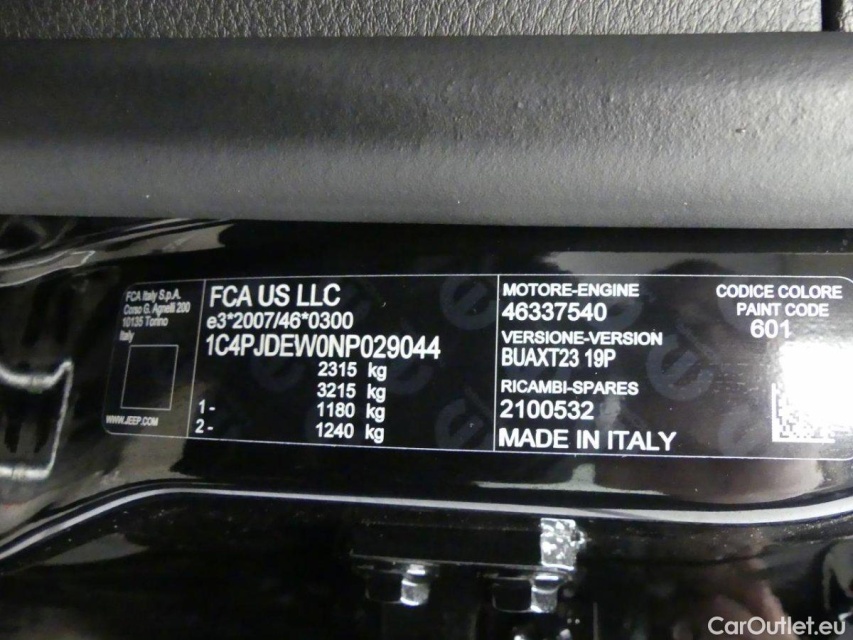 FCA Italy S.p.A.
Corso G. Agnelli 200
10135 Torino
Italy
WWW.JEEP.COM
FCA US LLC
e3*2007/46*0300
1C4PJDEW0NP029044
2315 kg
3215 kg
1- 1180 kg
2- 1240 kg
MOTORE-ENGINE
46337540
VERSIONE-VERSION
BUAXT23 19P
RICAMBI-SPARES
2100532
MADE IN ITALY
CODICE COLORE
PAINT CODE
601
CarOutlet.eu